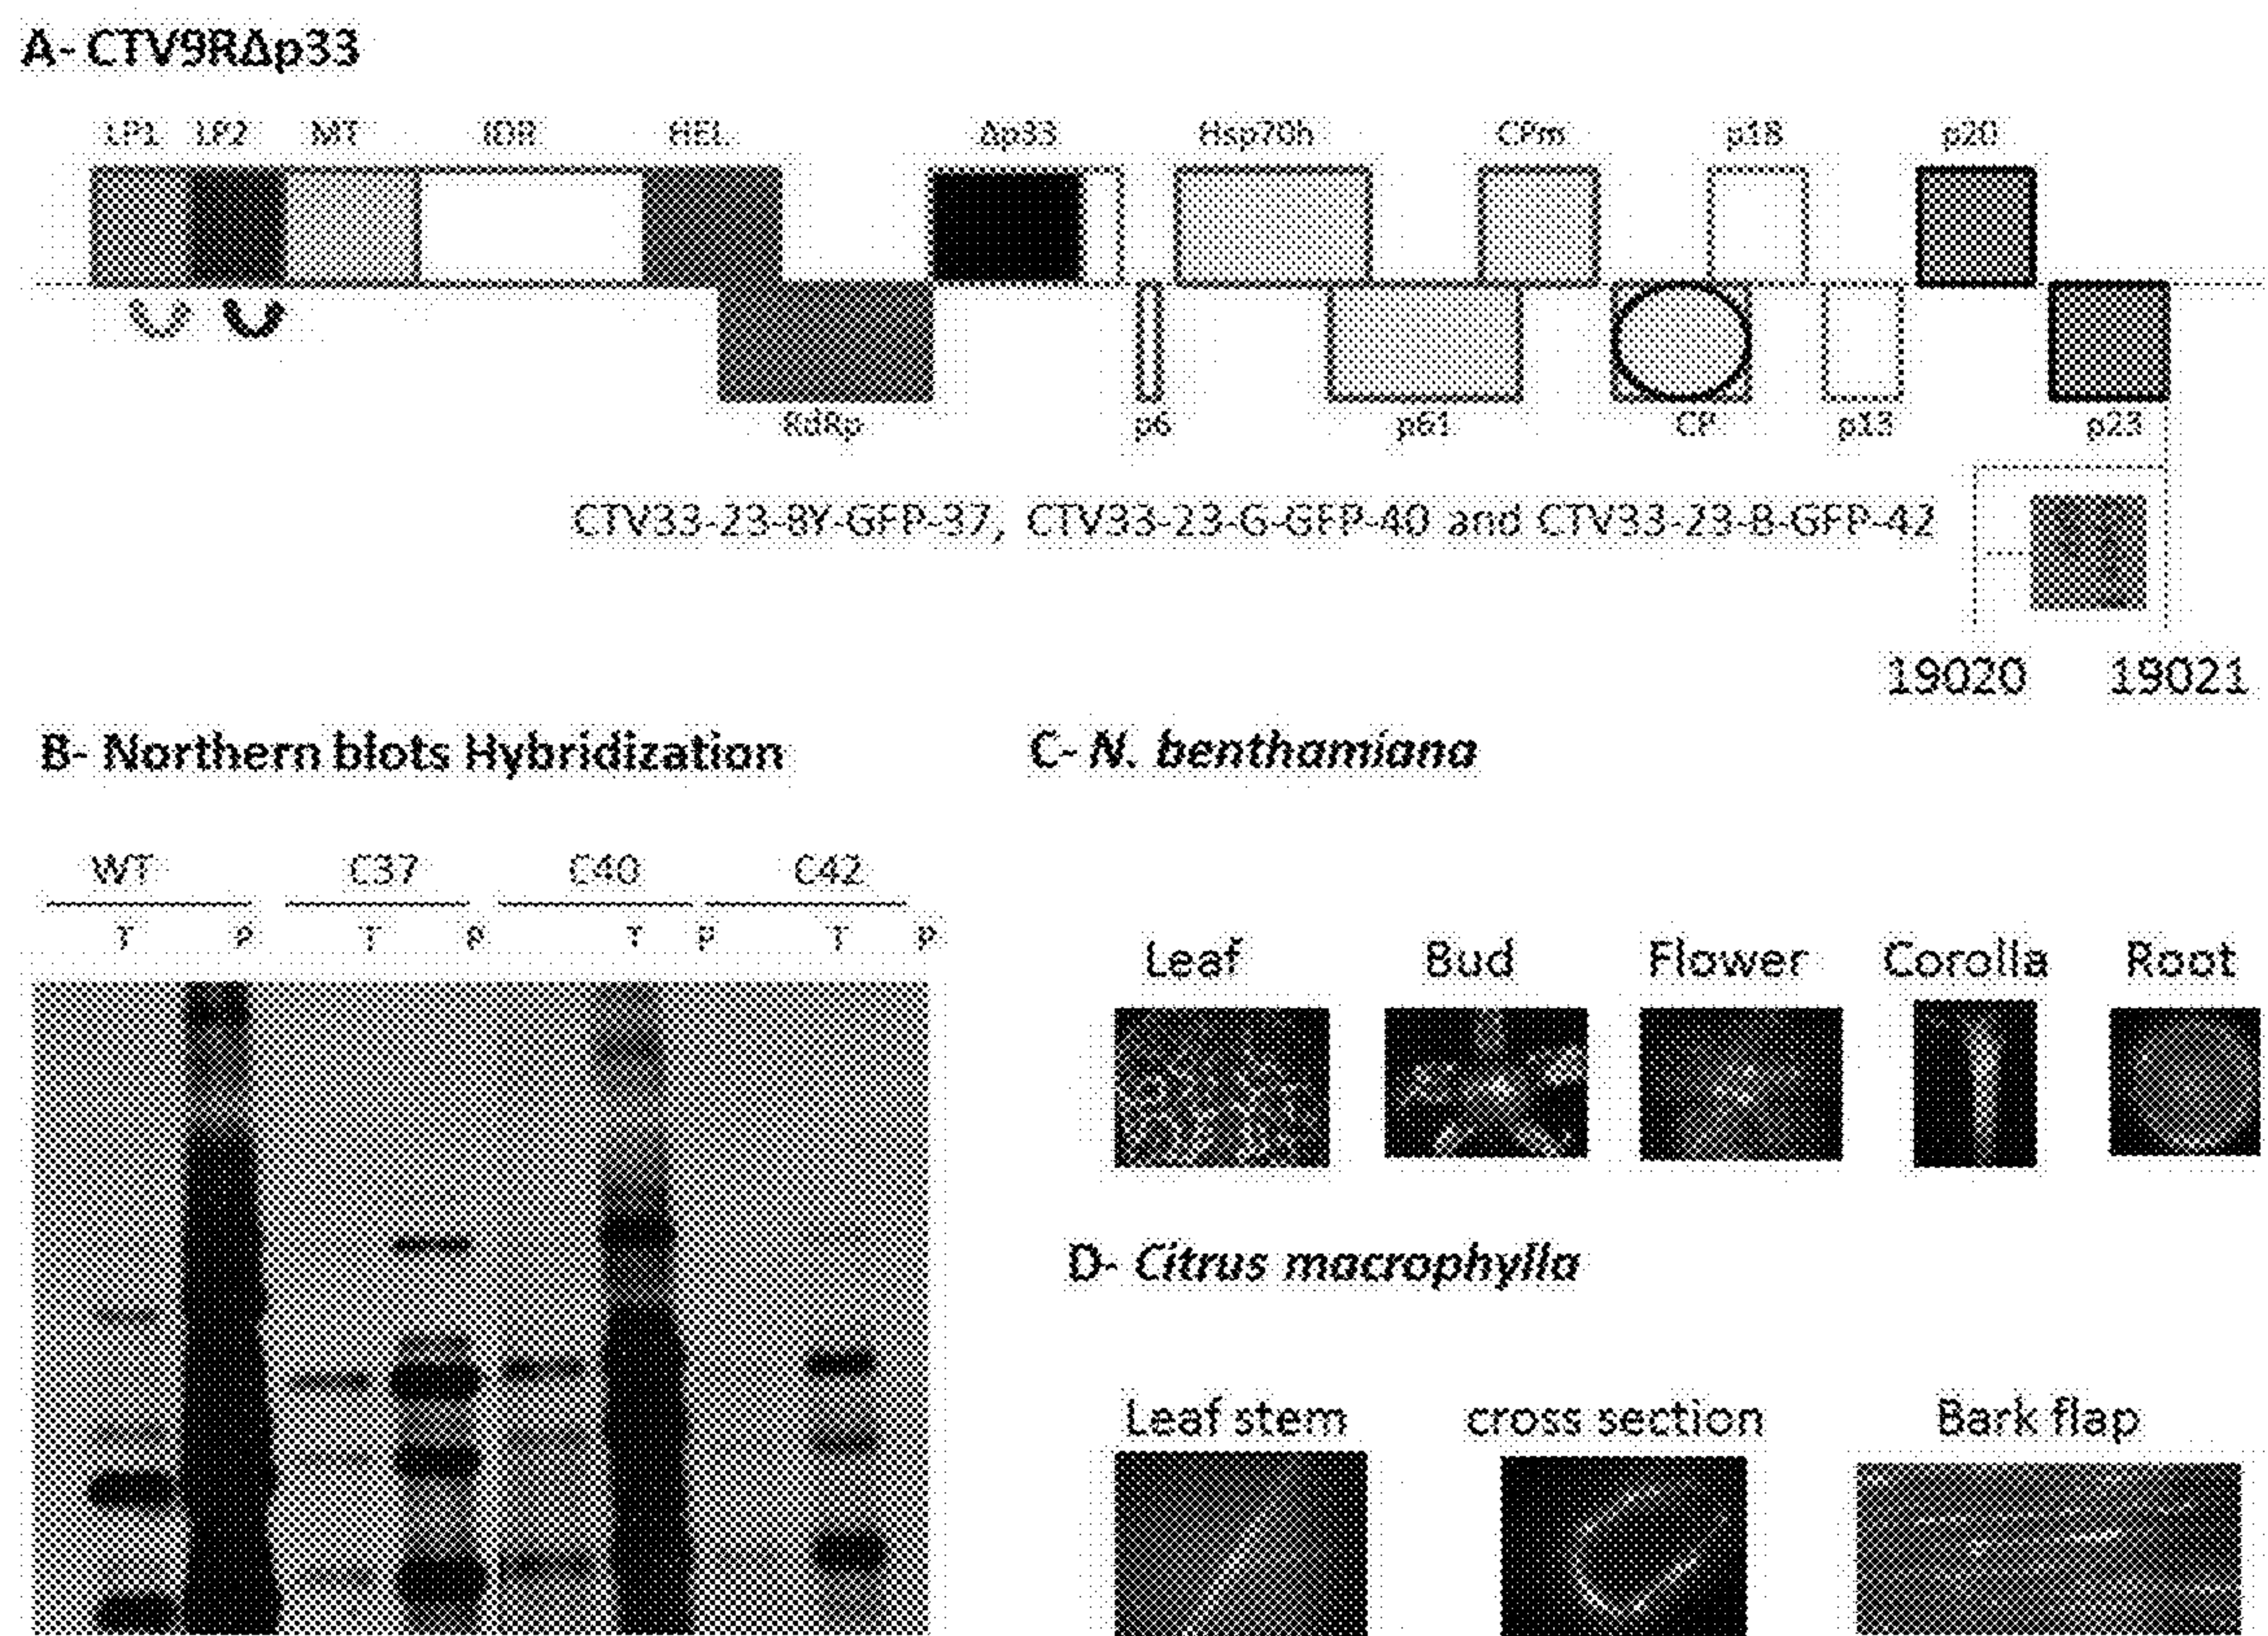 A- CTV9RΔp33
LP1 LP2 MT IDR HEL Δp33 Hsp70h CPm p18 p20
RdRp p6 p61 CP p13 p23
CTV33-23-BY-GFP-37, CTV33-23-G-GFP-40 and CTV33-23-B-GFP-42
19020 19021
B- Northern blots Hybridization
C- N. benthamiana
WT C37 C40 C42
T P T P T P T P
Leaf Bud Flower Corolla Root
D- Citrus macrophylla
Leaf stem cross section Bark flap